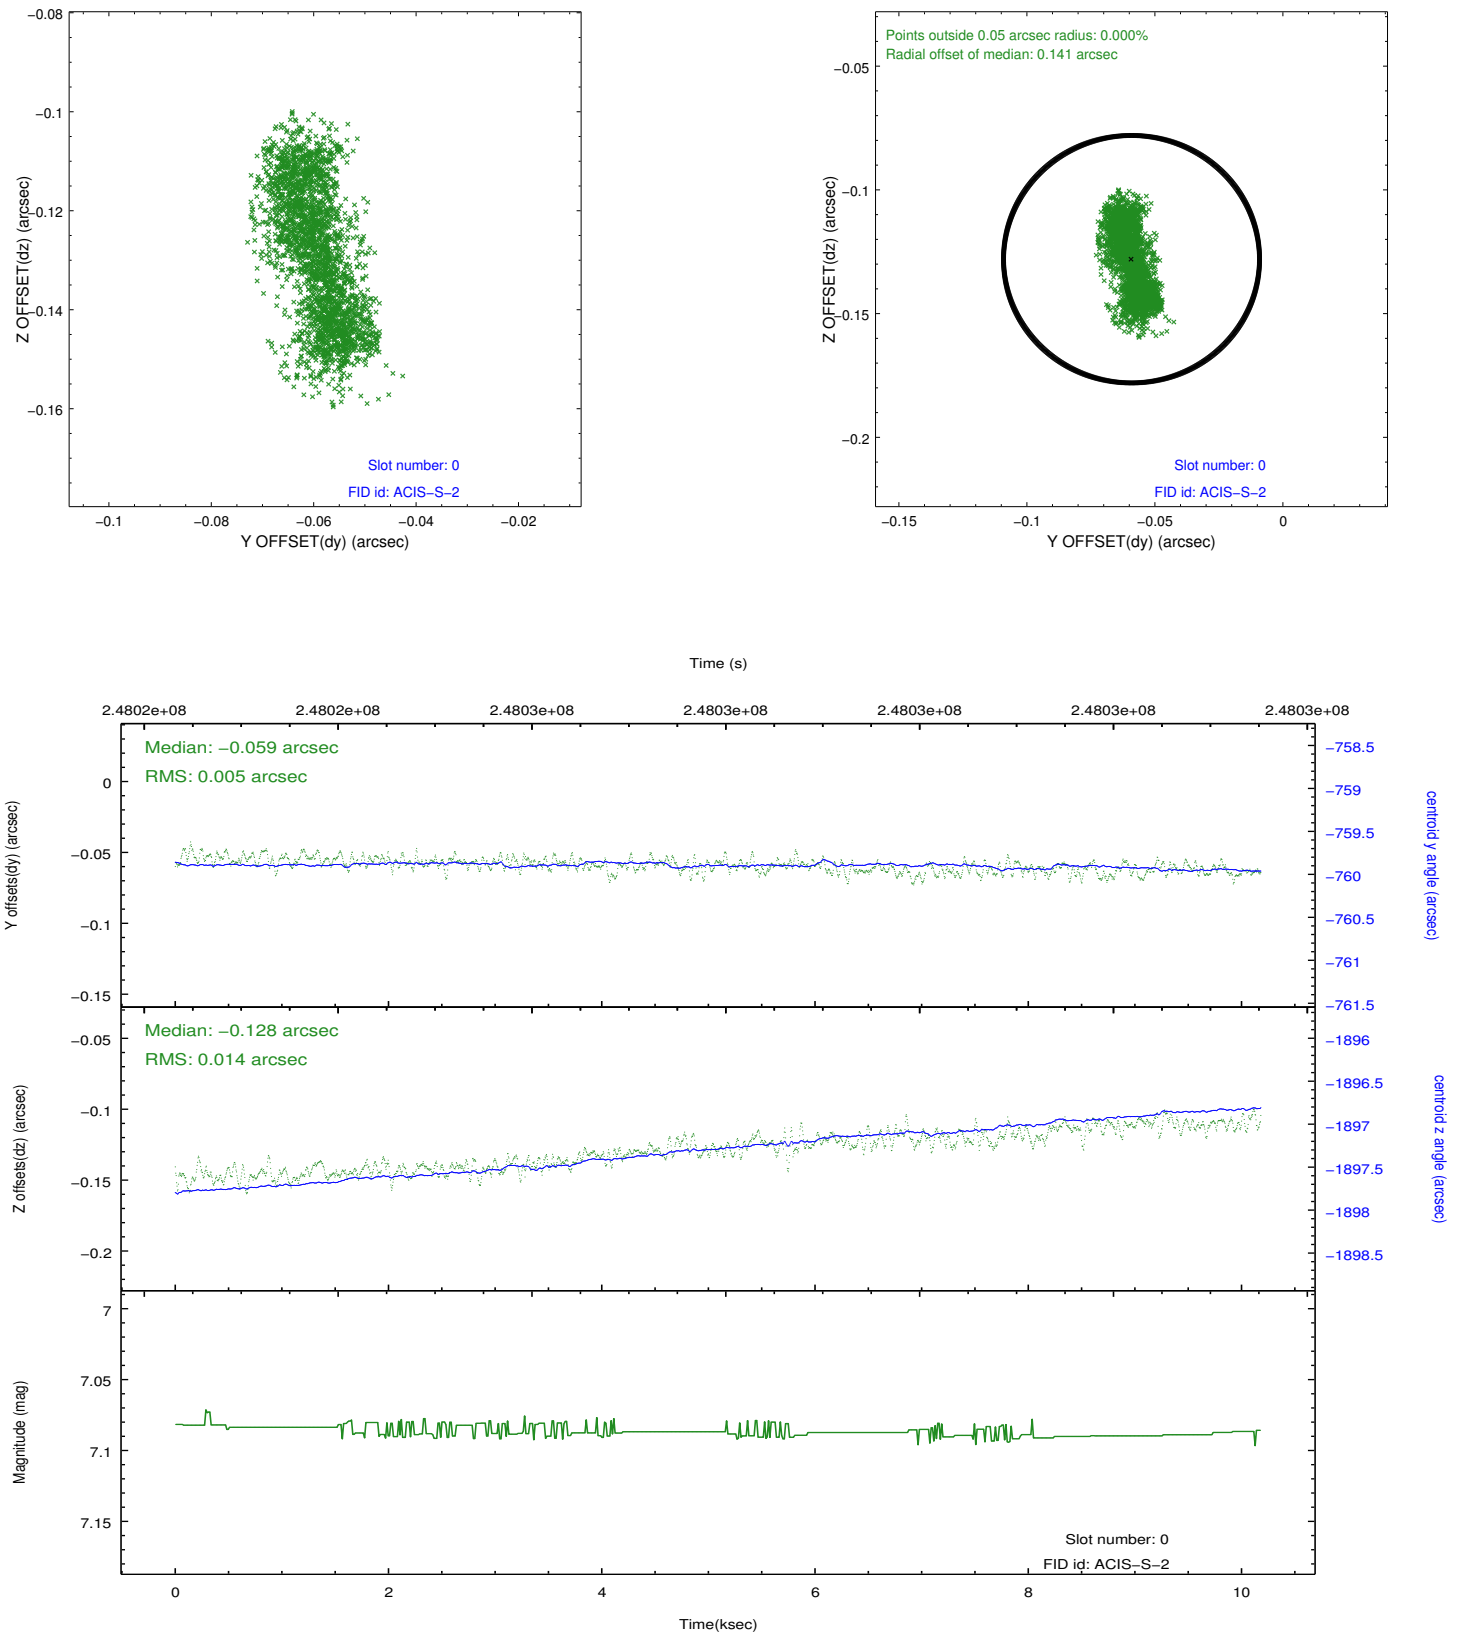 −0.08
−0.1
−0.12
−0.14
−0.16
Z OFFSET(dz) (arcsec)
Slot number: 0
FID id: ACIS−S−2
−0.1
−0.08
−0.06
−0.04
−0.02
Y OFFSET(dy) (arcsec)
Points outside 0.05 arcsec radius: 0.000%
Radial offset of median: 0.141 arcsec
−0.05
−0.1
−0.15
−0.2
Z OFFSET(dz) (arcsec)
Slot number: 0
FID id: ACIS−S−2
−0.15
−0.1
−0.05
0
Y OFFSET(dy) (arcsec)
Time (s)
2.4802e+08
2.4802e+08
2.4803e+08
2.4803e+08
2.4803e+08
2.4803e+08
2.4803e+08
Median: −0.059 arcsec
RMS: 0.005 arcsec
0
−0.05
−0.1
−0.15
Y offsets(dy) (arcsec)
−758.5
−759
−759.5
−760
−760.5
−761
−761.5
centroid y angle (arcsec)
Median: −0.128 arcsec
RMS: 0.014 arcsec
−0.05
−0.1
−0.15
−0.2
Z offsets(dz) (arcsec)
−1896
−1896.5
−1897
−1897.5
−1898
−1898.5
centroid z angle (arcsec)
7
7.05
7.1
7.15
Magnitude (mag)
Slot number: 0
FID id: ACIS−S−2
0
2
4
6
8
10
Time(ksec)